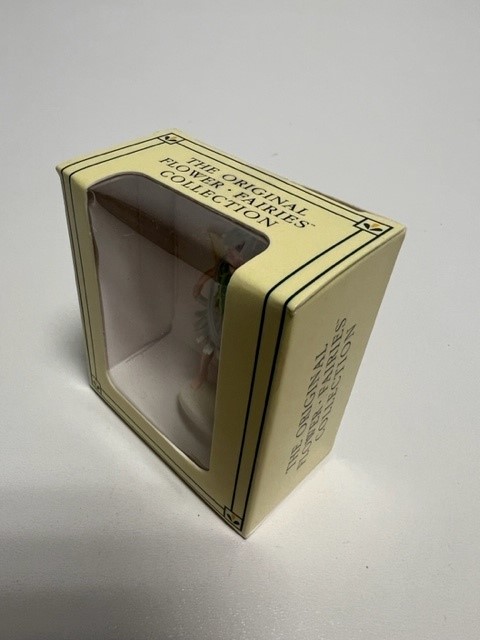 THE ORIGINAL
FLOWER · FAIRIES™
COLLECTION
THE ORIGINAL
FLOWER · FAIRIES
COLLECTION